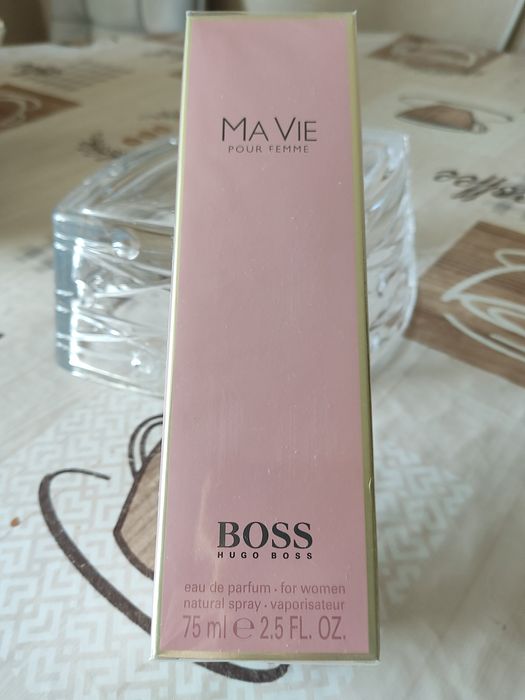 MA VIE
POUR FEMME
BOSS
HUGO BOSS
eau de parfum · for women
natural spray · vaporisateur
75 ml ℮ 2.5 FL. OZ.